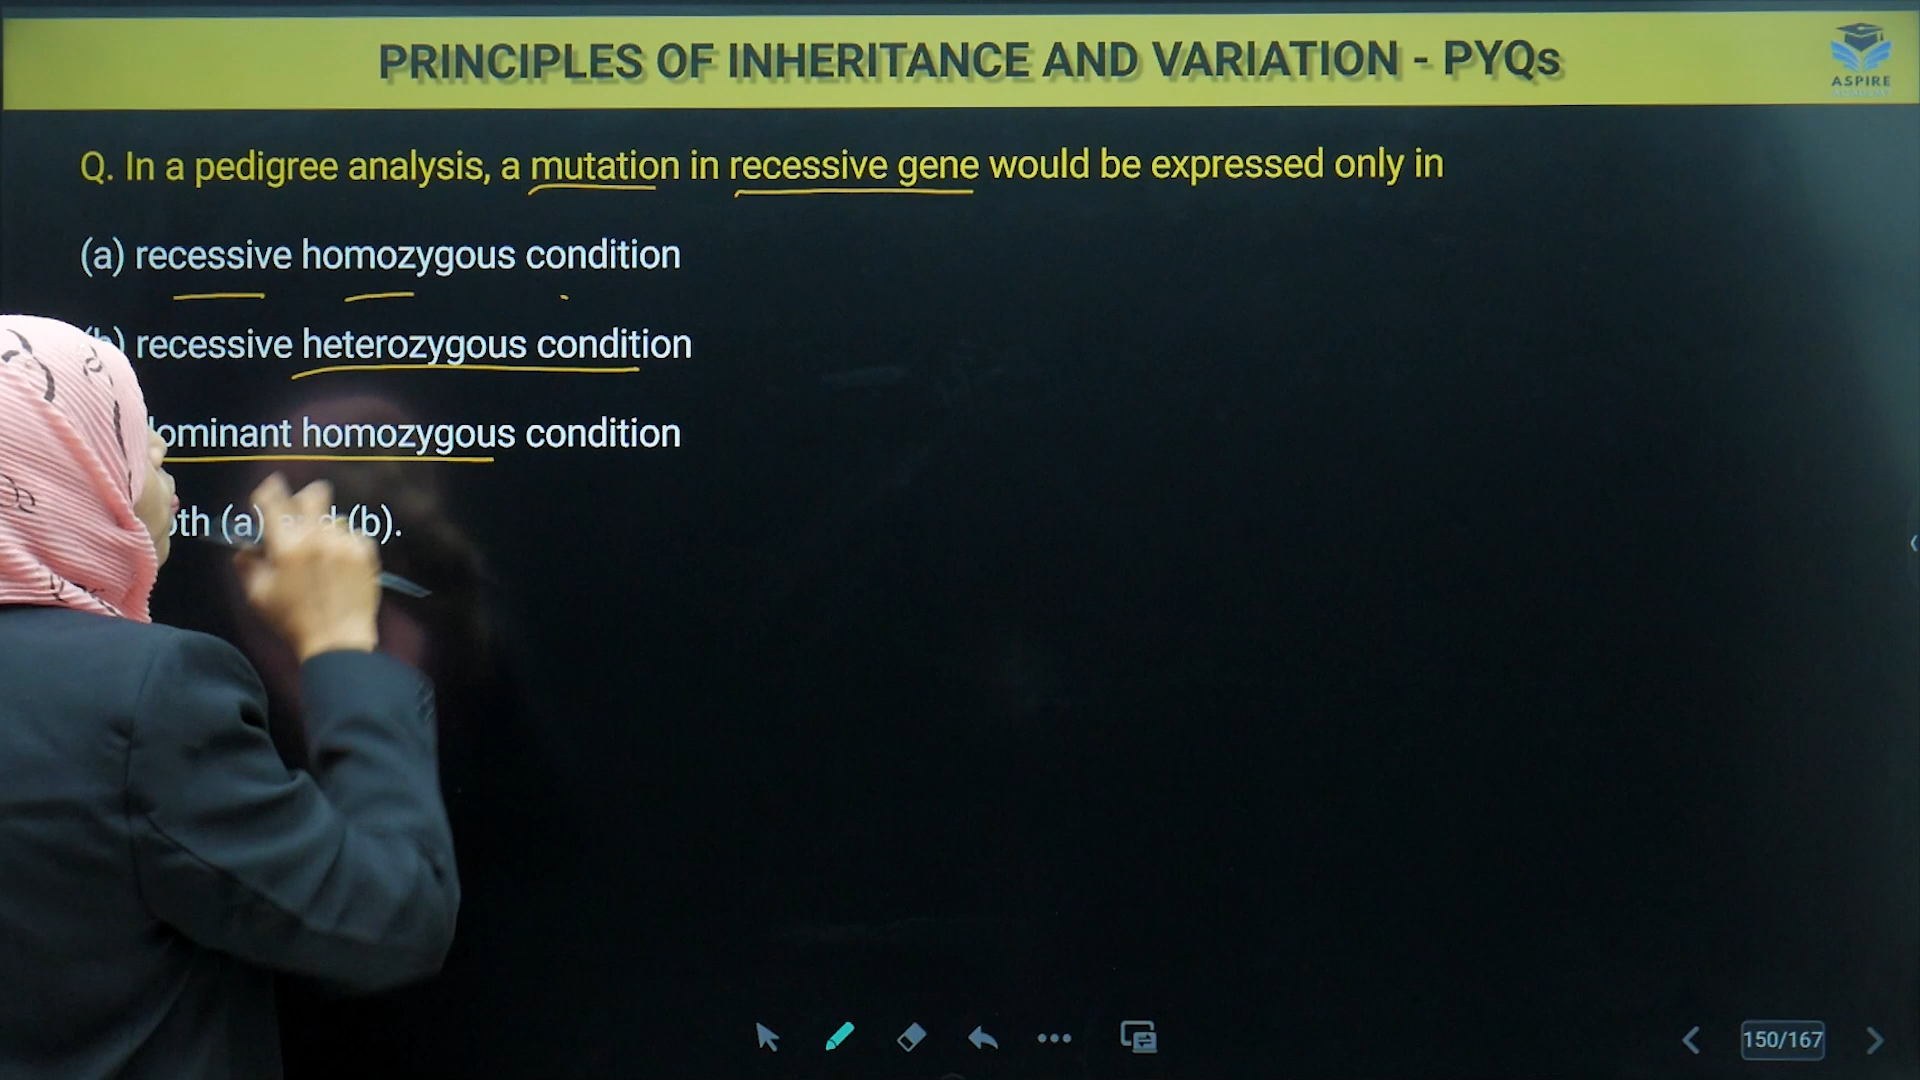 PRINCIPLES OF INHERITANCE AND VARIATION - PYQs
ASPIRE
Q. In a pedigree analysis, a mutation in recessive gene would be expressed only in
(a) recessive homozygous condition
recessive heterozygous condition
homozygous condition
(a) (b).
150/167